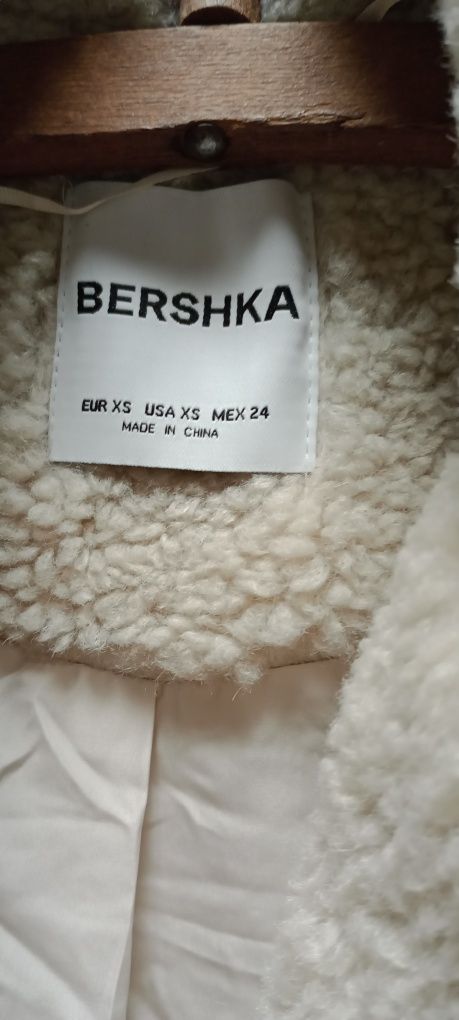 BERSHKA
EUR XS USA XS MEX 24
MADE IN CHINA